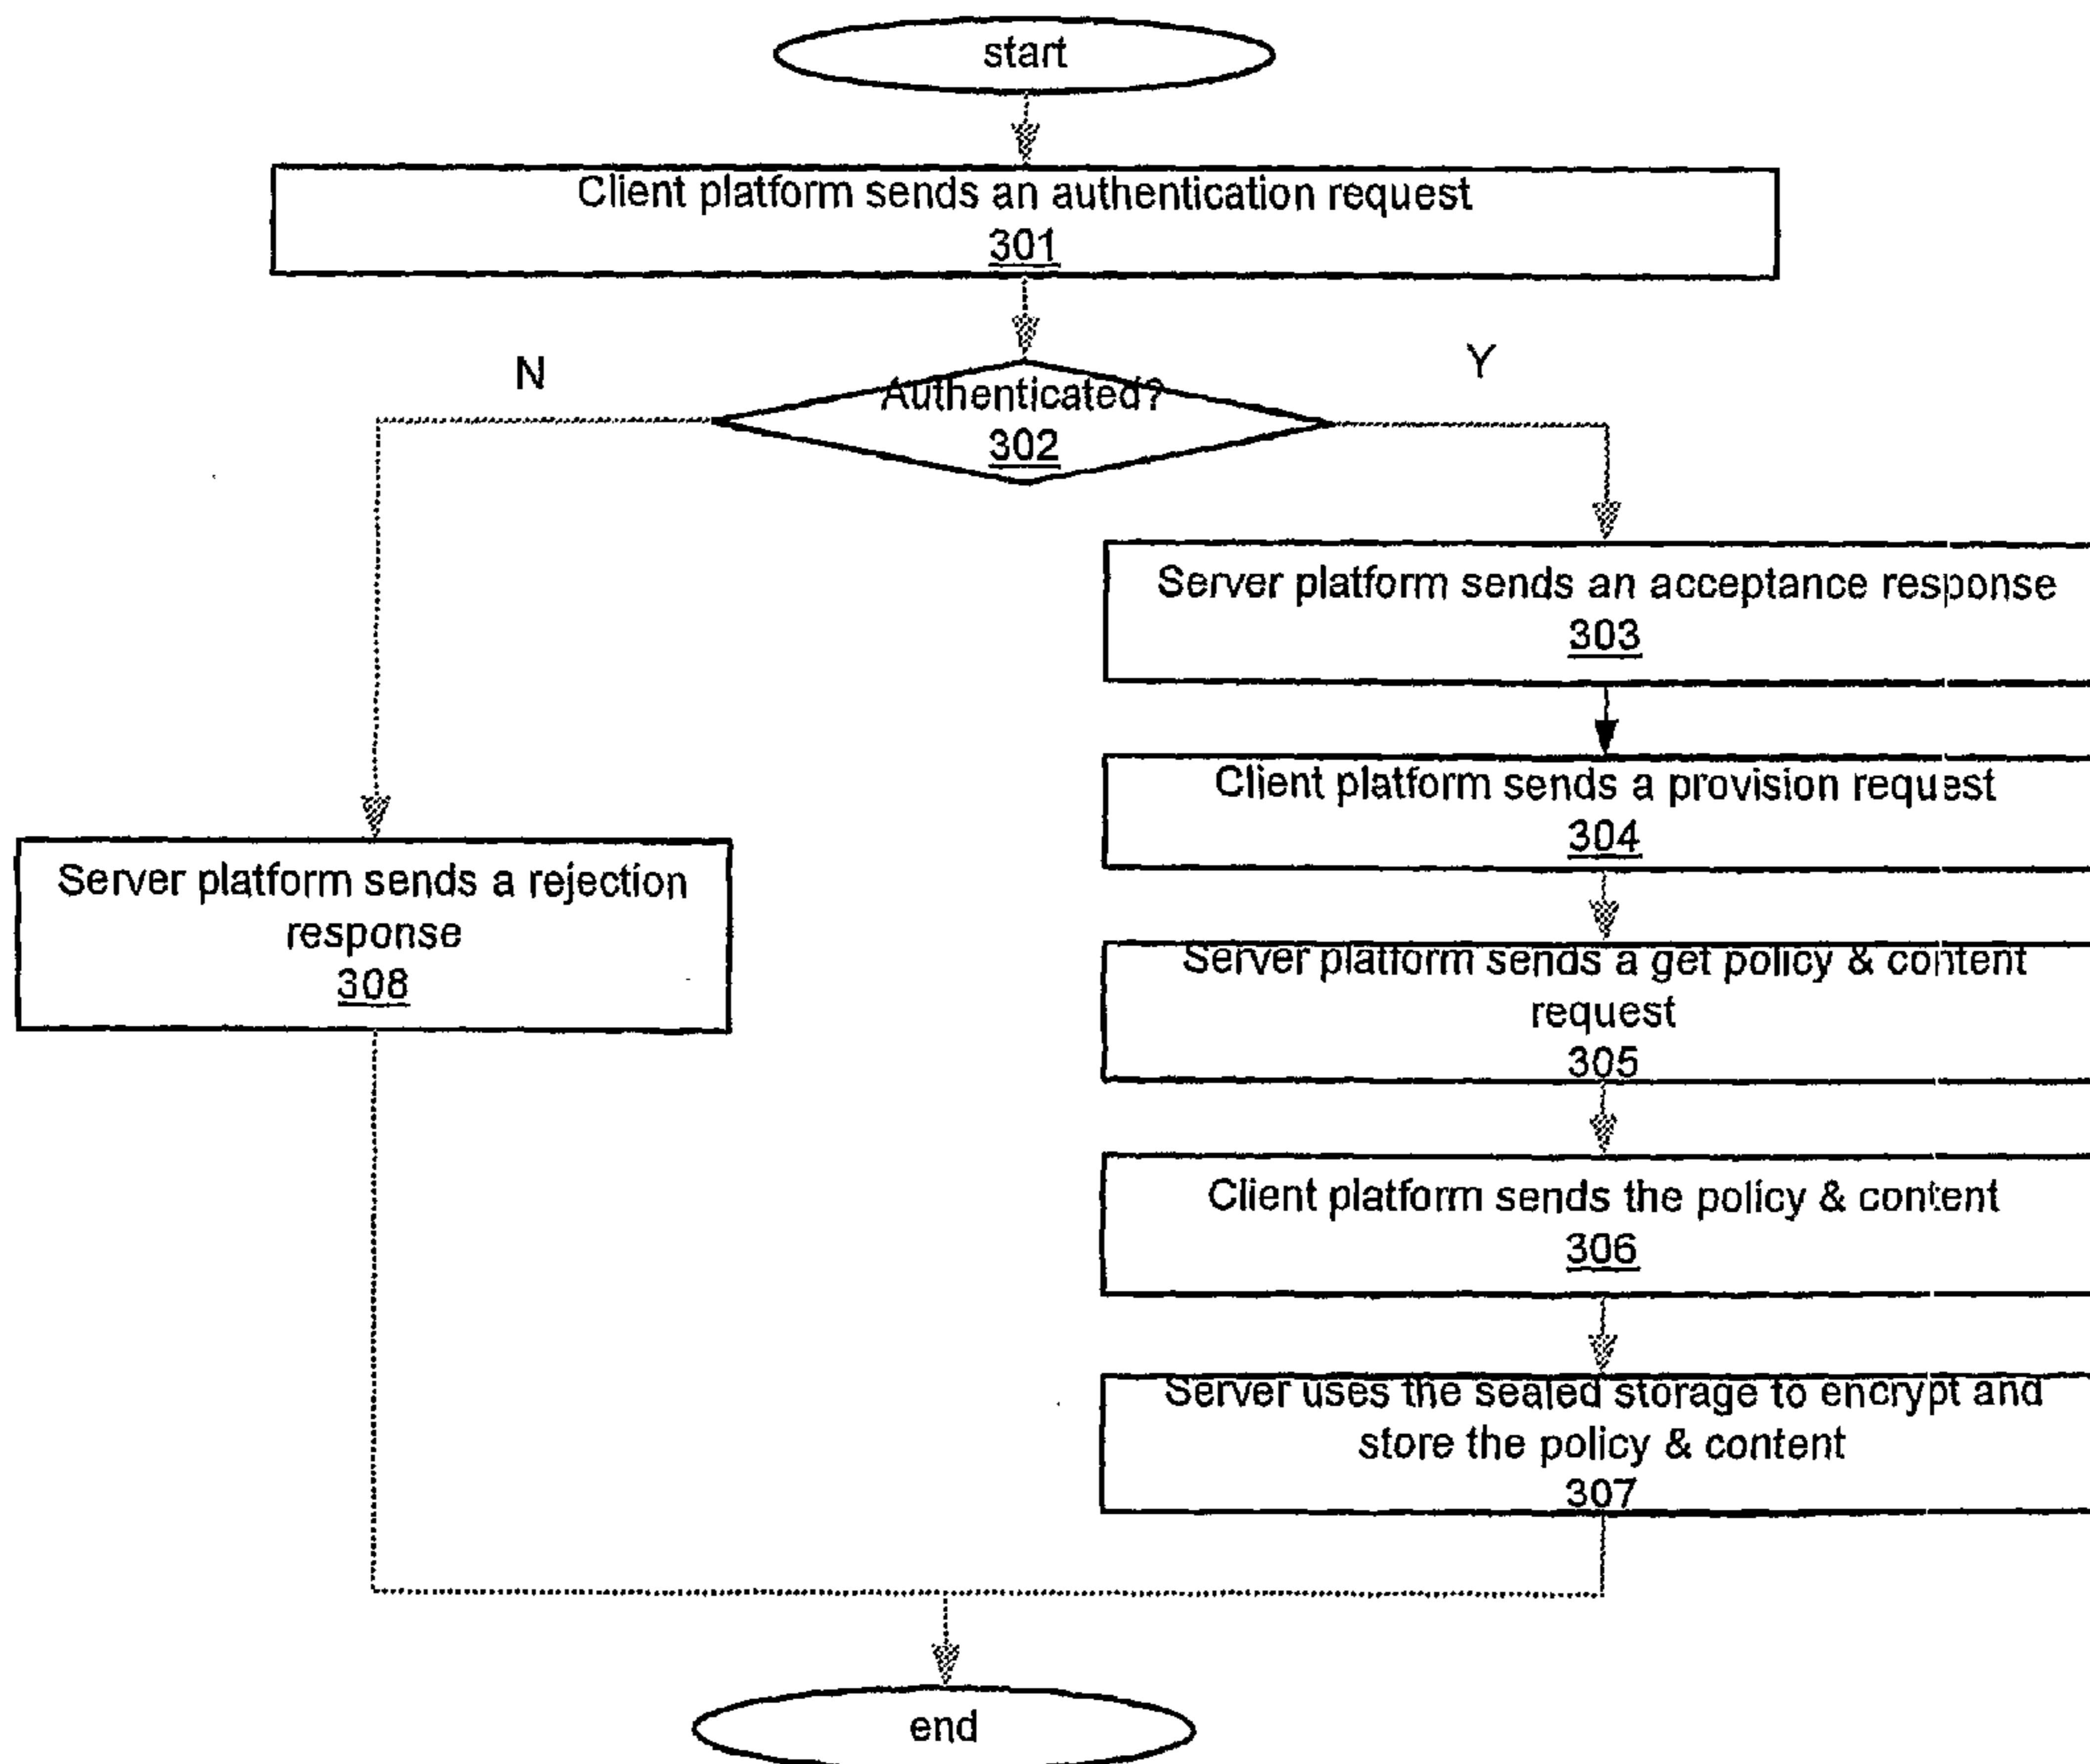 start
Client platform sends an authentication request
301
N
Y
Authenticated?
302
Server platform sends an acceptance response
303
Client platform sends a provision request
304
Server platform sends a rejection
response
308
Server platform sends a get policy & content
request
305
Client platform sends the policy & content
306
Server uses the sealed storage to encrypt and
store the policy & content
307
end